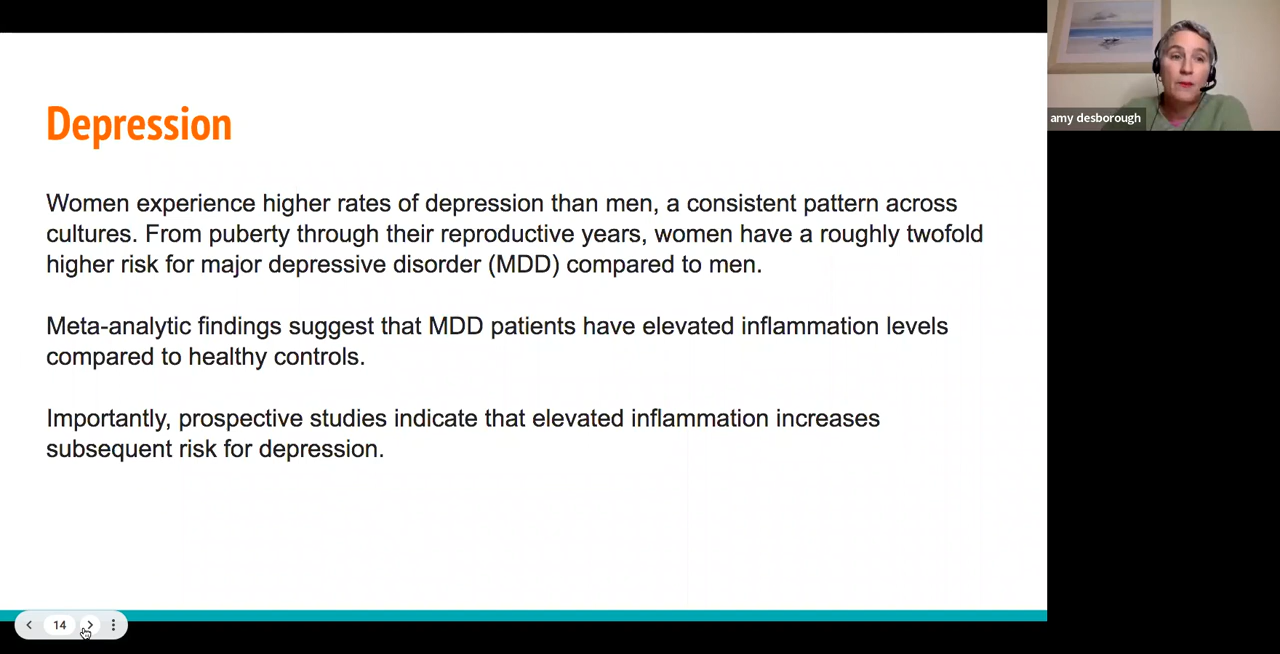 Depression
Women experience higher rates of depression than men, a consistent pattern across
cultures. From puberty through their reproductive years, women have a roughly twofold
higher risk for major depressive disorder (MDD) compared to men.
Meta-analytic findings suggest that MDD patients have elevated inflammation levels
compared to healthy controls.
Importantly, prospective studies indicate that elevated inflammation increases
subsequent risk for depression.
amy desborough
14